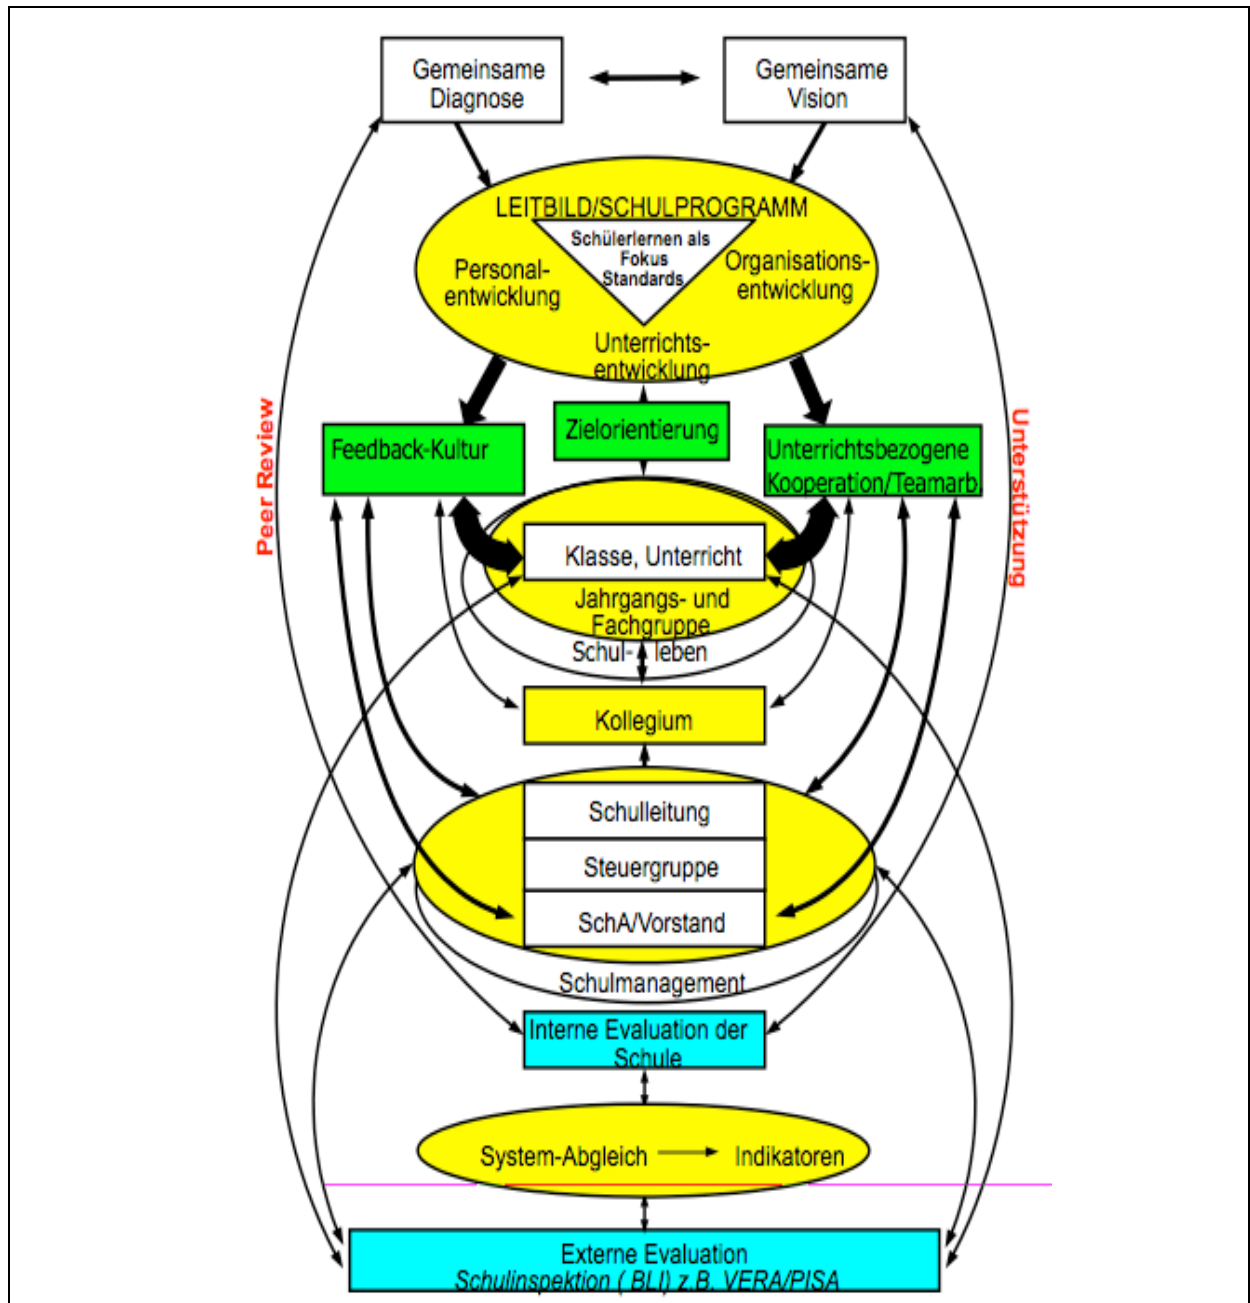 Gemeinsame
Diagnose
Gemeinsame
Vision
LEITBILD/SCHULPROGRAMM
Schülerlernen als
Fokus
Standards
Personal-
entwicklung
Organisations-
entwicklung
Unterrichts-
entwicklung
Peer Review
Unterstützung
Feedback-Kultur
Zielorientierung
Unterrichtsbezogene
Kooperation/Teamarb.
Klasse, Unterricht
Jahrgangs- und
Fachgruppe
Schul- leben
Kollegium
Schulleitung
Steuergruppe
SchA/Vorstand
Schulmanagement
Interne Evaluation der
Schule
System-Abgleich
Indikatoren
Externe Evaluation
Schulinspektion ( BLI) z.B. VERA/PISA